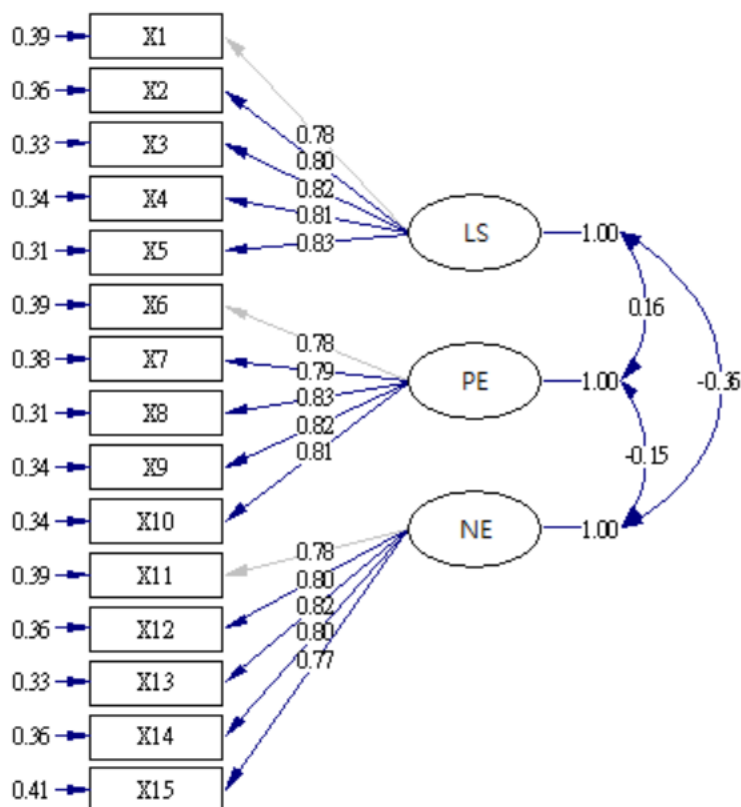 0.39 X1
0.36 X2
0.33 X3
0.78
0.80
0.82
0.34 X4
0.81
0.31 X5
0.83
LS 1.00
0.39 X6
0.16
0.38 X7
0.78
0.79
PE 1.00
-0.36
0.31 X8
0.83
0.82
0.34 X9
0.81
-0.15
0.34 X10
NE 1.00
0.39 X11
0.78
0.80
0.36 X12
0.82
0.80
0.33 X13
0.77
0.36 X14
0.41 X15